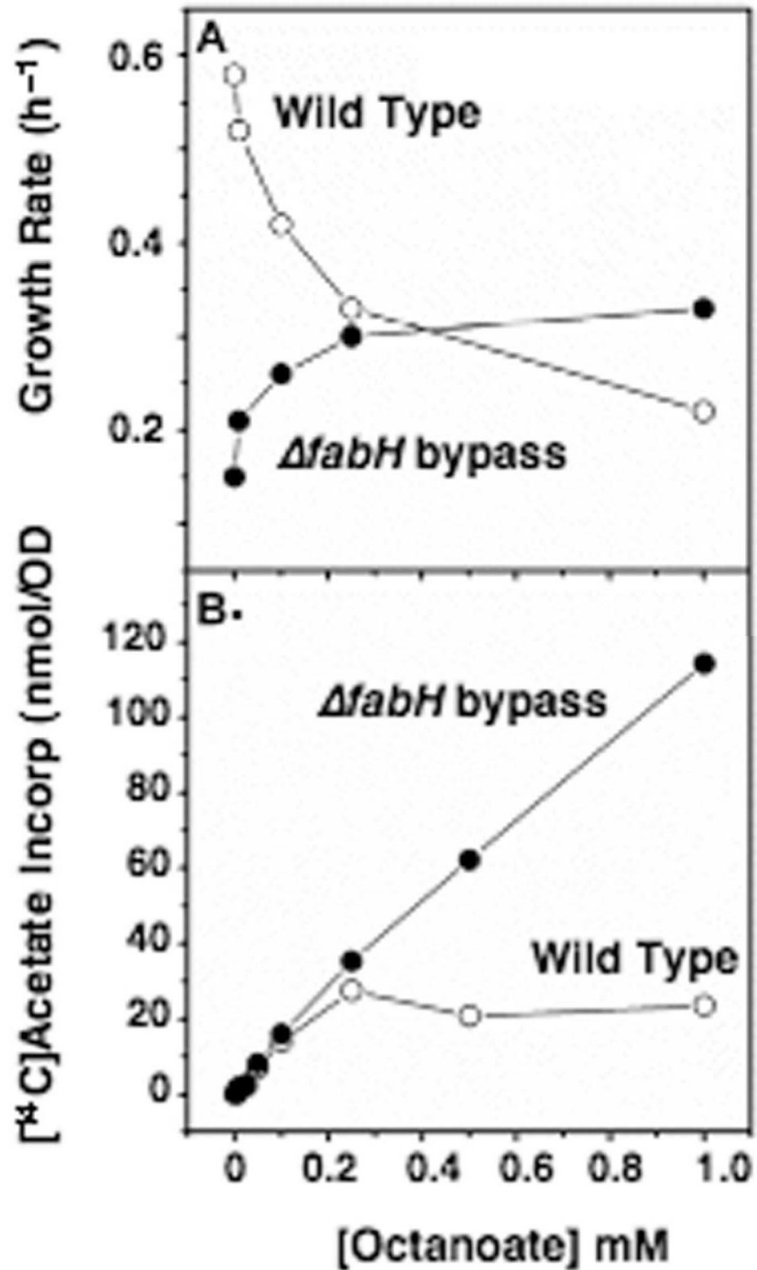 A
Growth Rate (h⁻¹)
0.6
0.4
0.2
Wild Type
ΔfabH bypass
B.
[¹⁴C]Acetate Incorp (nmol/OD
120
100
80
60
40
20
0
ΔfabH bypass
Wild Type
0 0.2 0.4 0.6 0.8 1.0
[Octanoate] mM